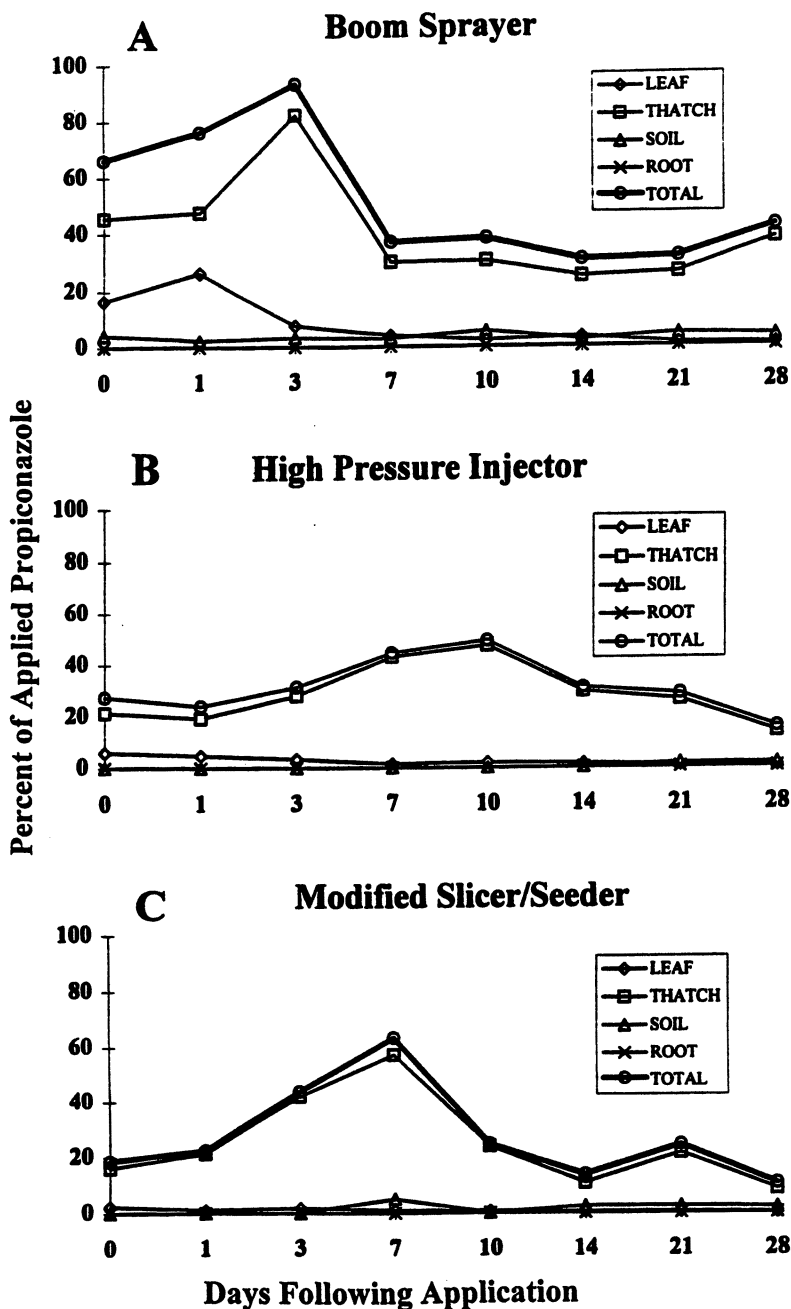 A Boom Sprayer
100
80
60
40
20
0
LEAF
THATCH
SOIL
ROOT
TOTAL
0 1 3 7 10 14 21 28
B High Pressure Injector
100
80
60
40
20
0
LEAF
THATCH
SOIL
ROOT
TOTAL
0 1 3 7 10 14 21 28
Percent of Applied Propiconazole
C Modified Slicer/Seeder
100
80
60
40
20
0
LEAF
THATCH
SOIL
ROOT
TOTAL
0 1 3 7 10 14 21 28
Days Following Application